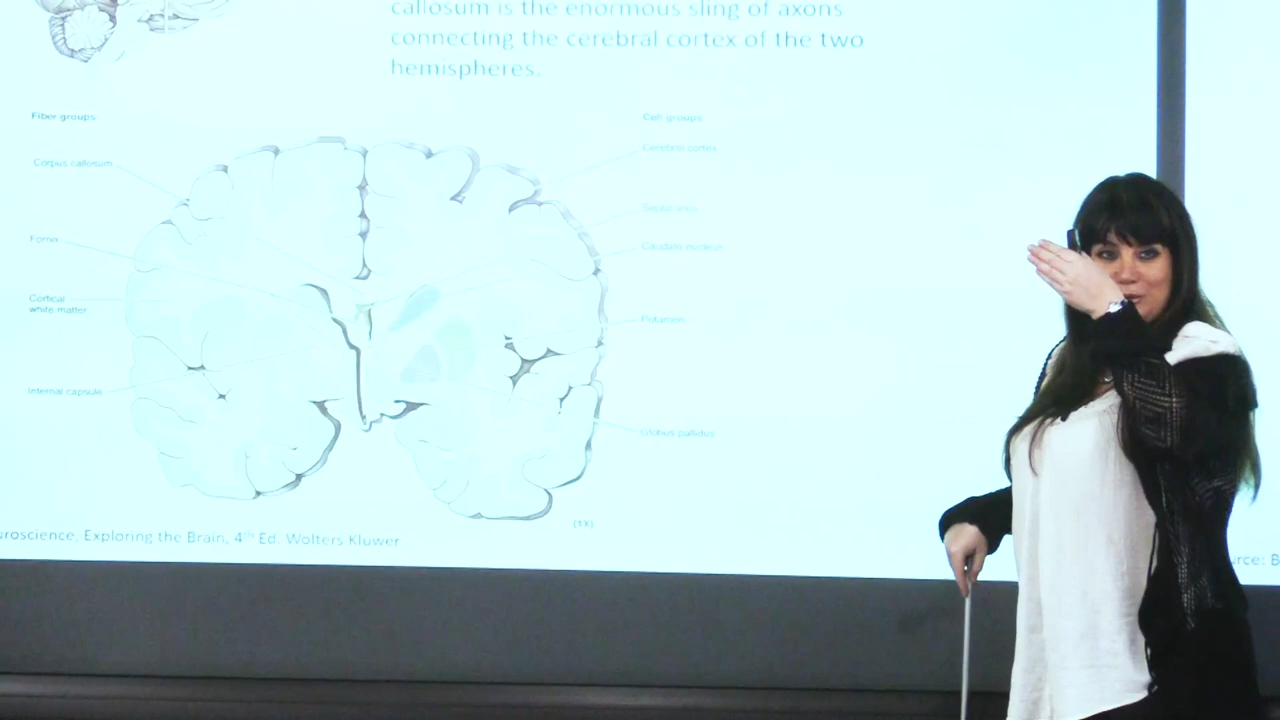 callosum is the enormous sling of axons
connecting the cerebral cortex of the two
hemispheres.
Fiber groups
Cell groups
Corpus callosum
Cerebral cortex
Fornix
Caudate nucleus
Cortical
white matter
Putamen
Internal capsule
Globus pallidus
(1X)
uroscience, Exploring the Brain, 4th Ed. Wolters Kluwer
urce: B